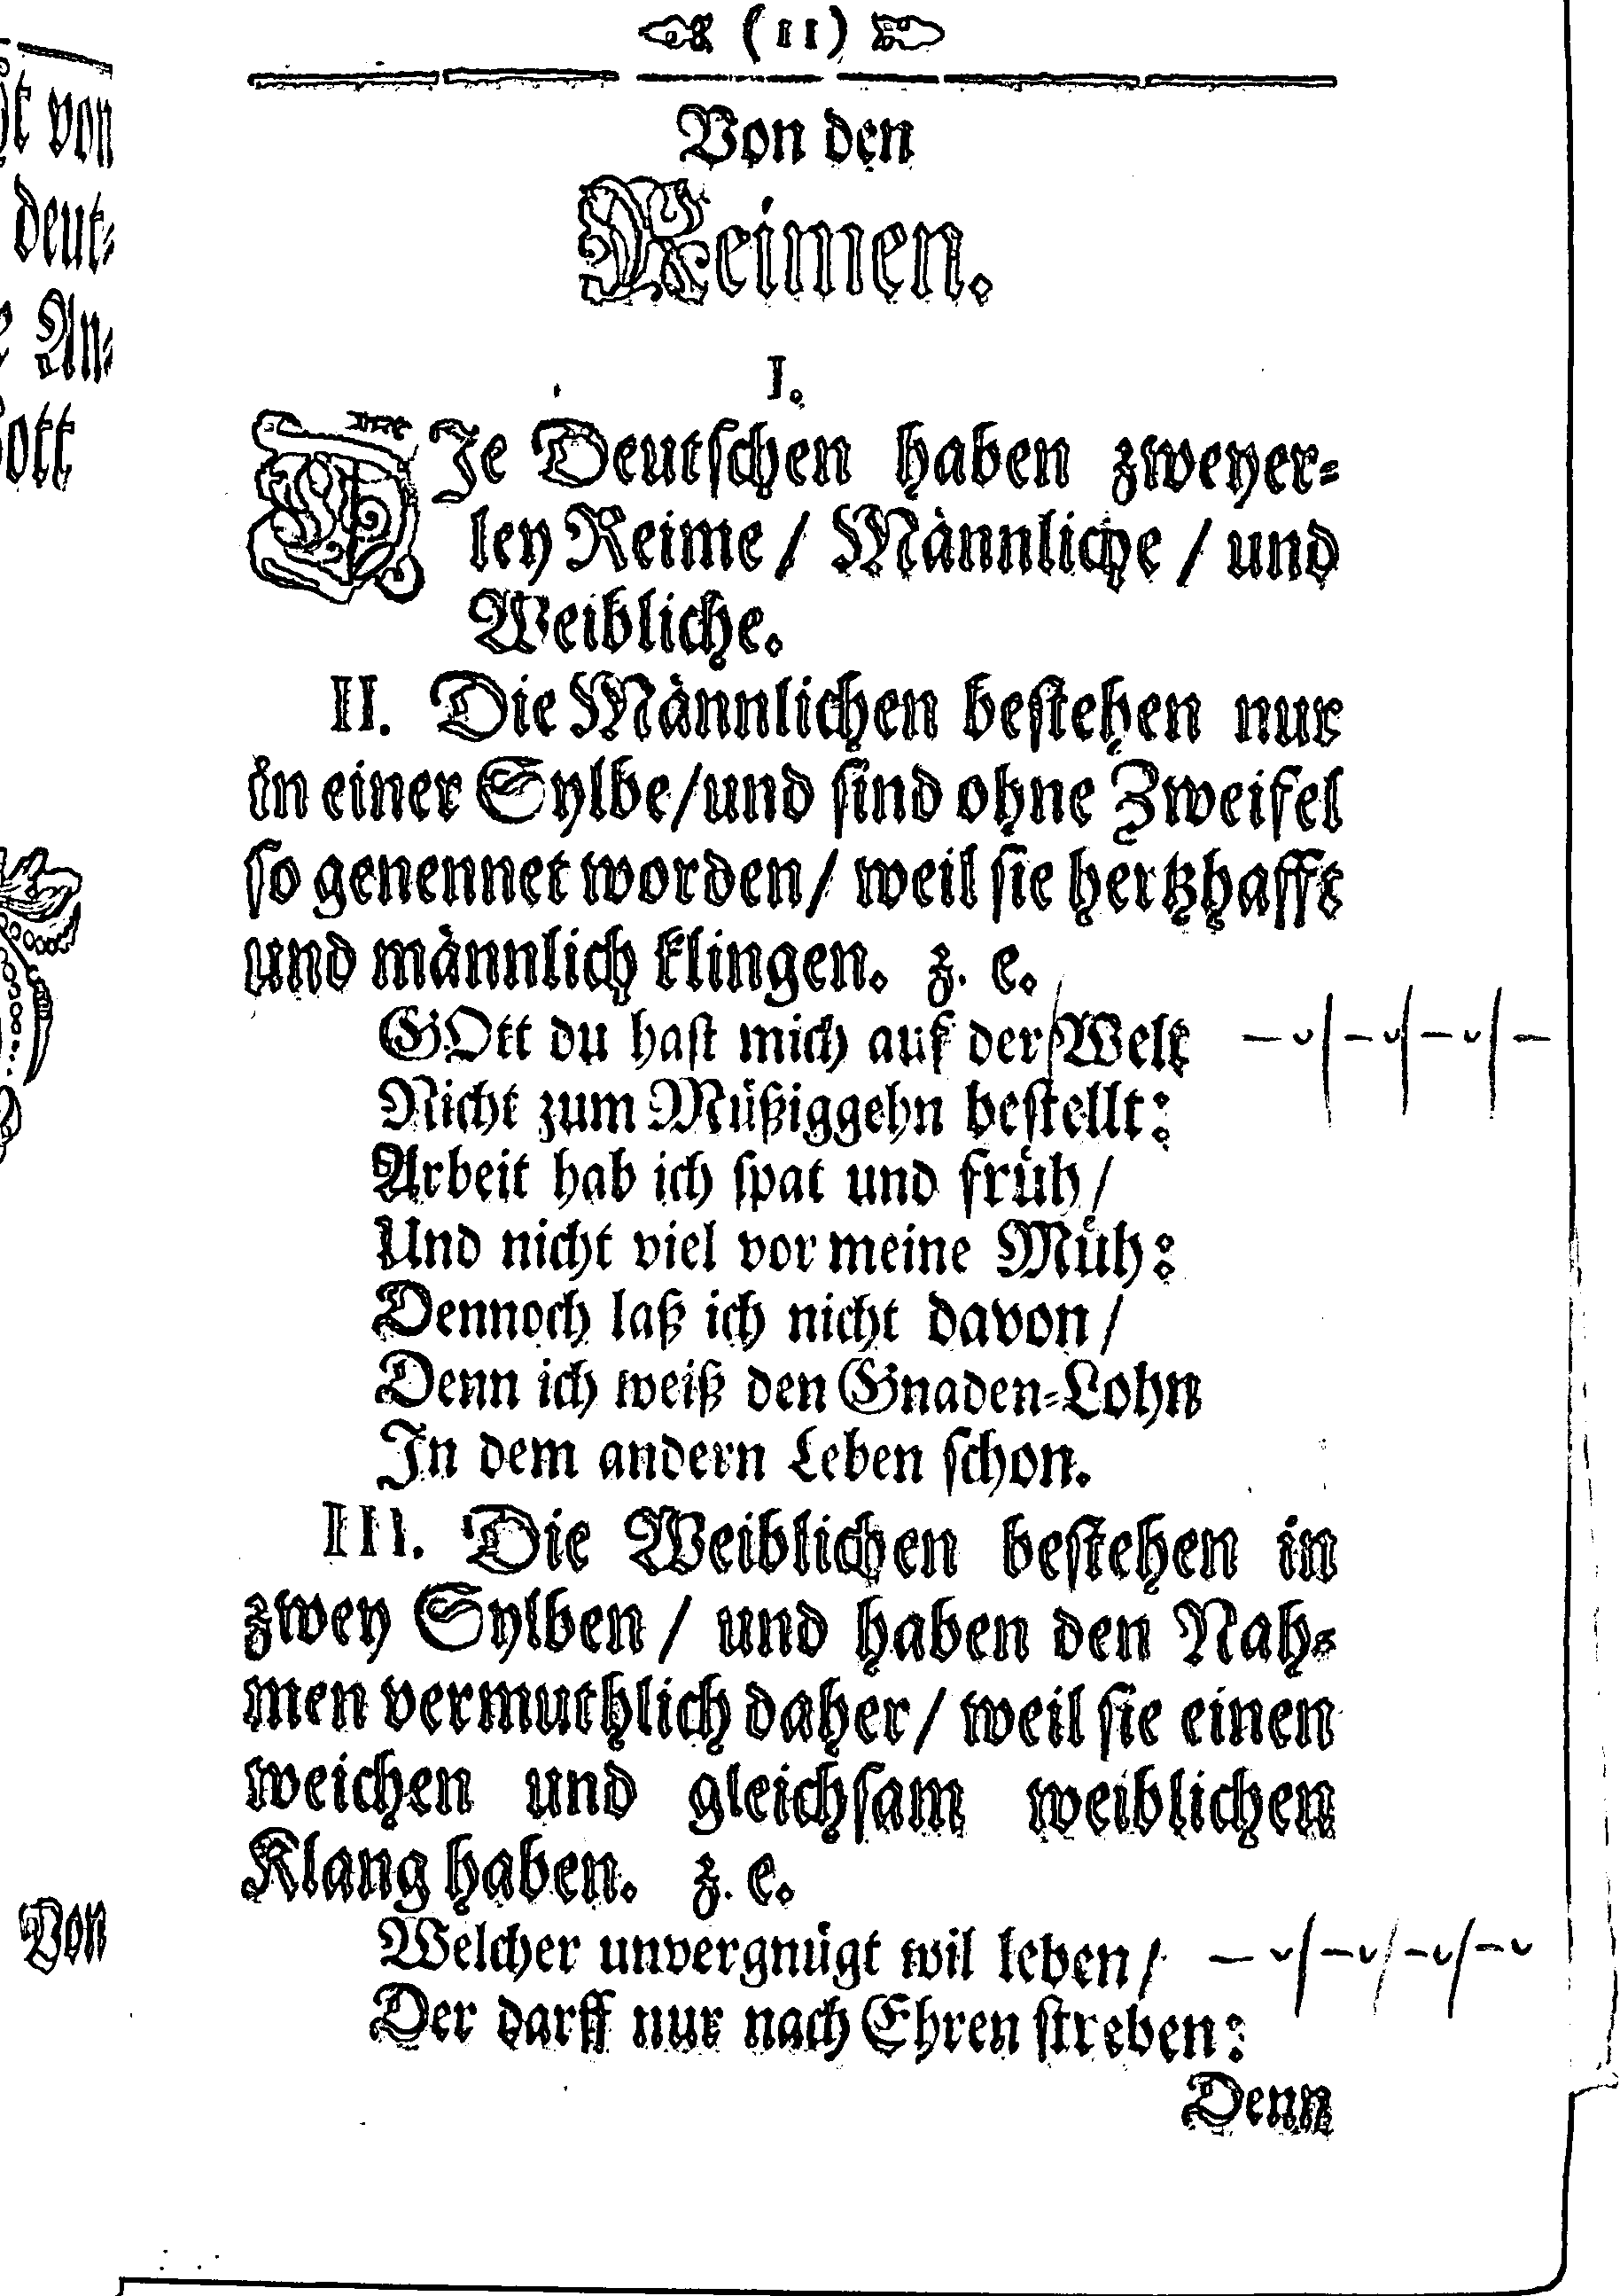 (11)
Von den
Reimen.
I.
DJe Deutschen haben zweyer-
ley Reime / Männliche / und
Weibliche.
II. Die Männlichen bestehen nur
in einer Sylbe/und sind ohne Zweifel
so genennet worden/ weil sie hertzhafft
und männlich klingen. z. e.
GOtt du hast mich auf der Welt
Nicht zum Müßiggehn bestellt:
Arbeit hab ich spat und früh/
Und nicht viel vor meine Müh:
Dennoch laß ich nicht davon/
Denn ich weiß den Gnaden-Lohn
In dem andern Leben schon.
III. Die Weiblichen bestehen in
zwey Sylben/ und haben den Nah-
men vermuthlich daher/ weil sie einen
weichen und gleichsam weiblichen
Klang haben. z. e.
Welcher unvergnügt wil leben/
Der darff nur nach Ehren streben:
Denn
von
deut-
An-
Von